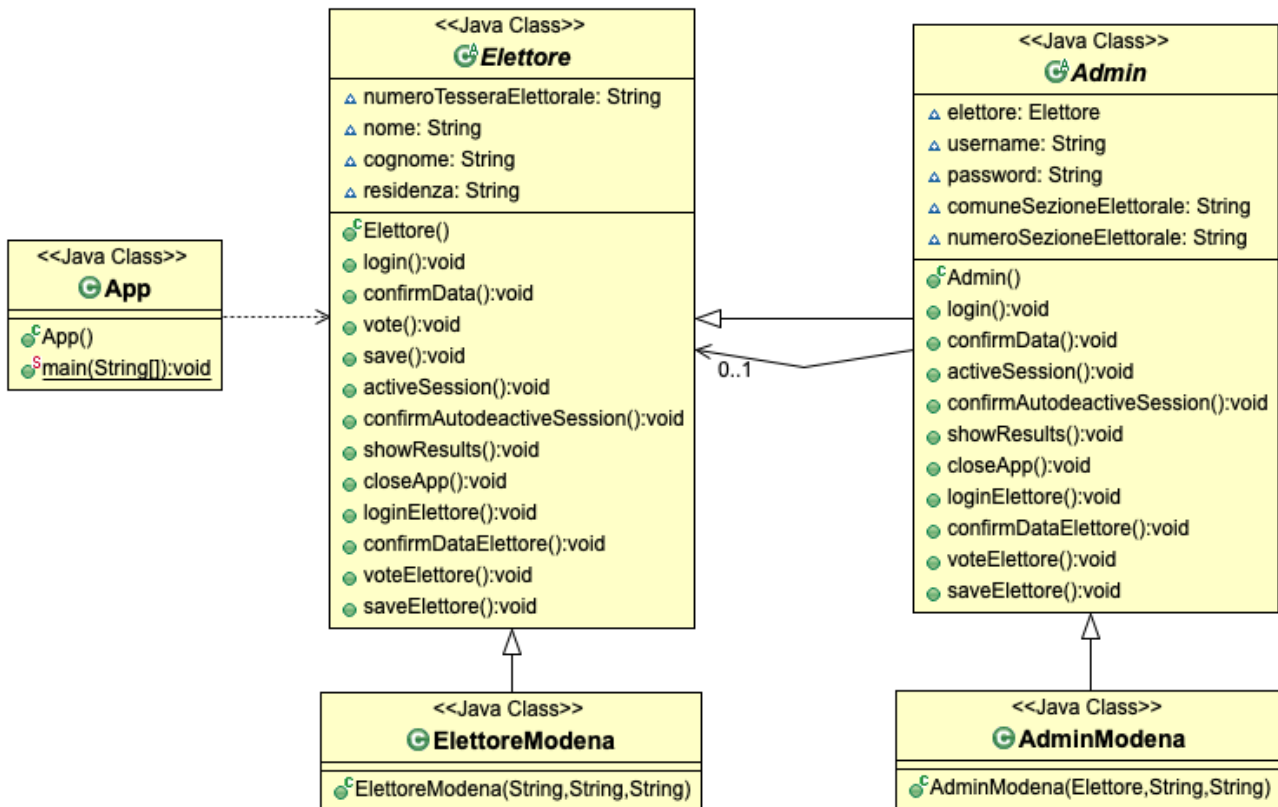 <<Java Class>>
App
App()
main(String[]):void
<<Java Class>>
Elettore
numeroTesseraElettorale: String
nome: String
cognome: String
residenza: String
Elettore()
login():void
confirmData():void
vote():void
save():void
activeSession():void
confirmAutodeactiveSession():void
showResults():void
closeApp():void
loginElettore():void
confirmDataElettore():void
voteElettore():void
saveElettore():void
0..1
<<Java Class>>
Admin
elettore: Elettore
username: String
password: String
comuneSezioneElettorale: String
numeroSezioneElettorale: String
Admin()
login():void
confirmData():void
activeSession():void
confirmAutodeactiveSession():void
showResults():void
closeApp():void
loginElettore():void
confirmDataElettore():void
voteElettore():void
saveElettore():void
<<Java Class>>
ElettoreModena
ElettoreModena(String,String,String)
<<Java Class>>
AdminModena
AdminModena(Elettore,String,String)